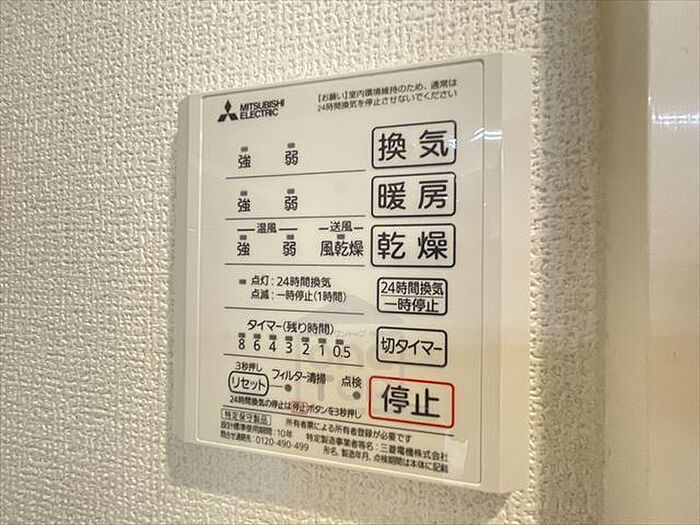 MITSUBISHI
ELECTRIC
【お願い】室内環境維持のため、通常は
24時間換気を停止させないでください
強 弱 換気
強 弱 暖房
温風 送風
強 弱 風乾燥 乾燥
点灯:24時間換気
点滅:一時停止(1時間)
24時間換気
一時停止
タイマー(残り時間)
8 6 4 3 2 1 0.5
切タイマー
3秒押し
リセット フィルター清掃 点検
停止
24時間換気の停止は停止ボタンを3秒押し
特定保守製品 所有者票による所有者登録が必要です
設計標準使用期間:10年 特定製造事業者等名:三菱電機株式会社
問合せ連絡先:0120-490-499 形名、製造年月、点検期間は本体に記載